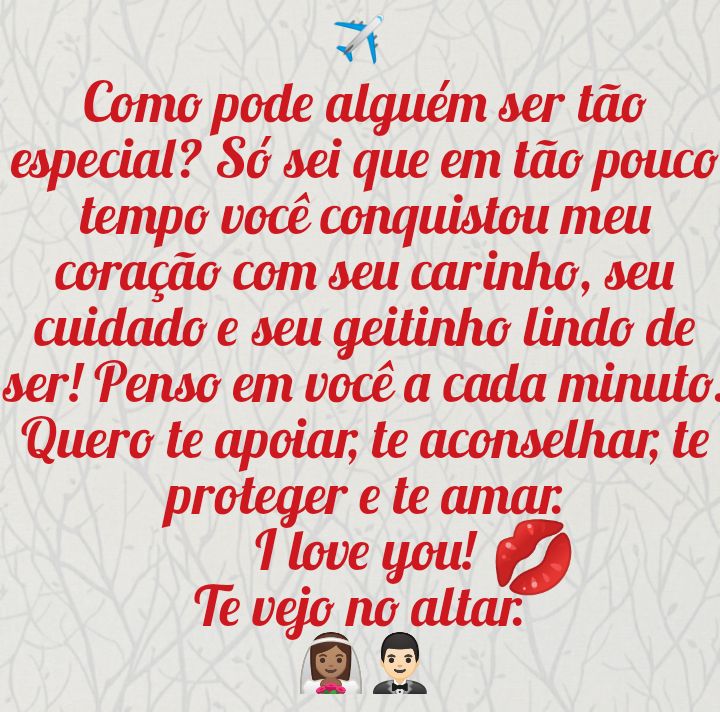 Como pode alguém ser tão
especial? Só sei que em tão pouco
tempo você conquistou meu
coração com seu carinho, seu
cuidado e seu geitinho lindo de
ser! Penso em você a cada minuto.
Quero te apoiar, te aconselhar, te
proteger e te amar.
I love you!
Te vejo no altar.